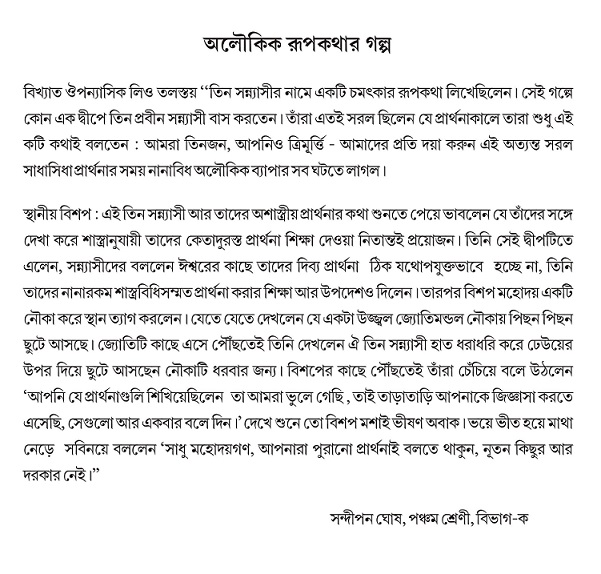 অলৌকিক রূপকথার গল্প
বিখ্যাত ঔপন্যাসিক লিও তলস্তয় ‘‘তিন সন্ন্যাসীর নামে একটি চমৎকার রূপকথা লিখেছিলেন। সেই গল্পে
কোন এক দ্বীপে তিন প্রবীন সন্ন্যাসী বাস করতেন। তাঁরা এতই সরল ছিলেন যে প্রার্থনাকালে তারা শুধু এই
কটি কথাই বলতেন : আমরা তিনজন, আপনিও ত্রিমূর্ত্তি - আমাদের প্রতি দয়া করুন এই অত্যন্ত সরল
সাধাসিধা প্রার্থনার সময় নানাবিধ অলৌকিক ব্যাপার সব ঘটতে লাগল।
স্থানীয় বিশপ : এই তিন সন্ন্যাসী আর তাদের অশাস্ত্রীয় প্রার্থনার কথা শুনতে পেয়ে ভাবলেন যে তাঁদের সঙ্গে
দেখা করে শাস্ত্রানুযায়ী তাদের কেতাদুরস্ত প্রার্থনা শিক্ষা দেওয়া নিতান্তই প্রয়োজন। তিনি সেই দ্বীপটিতে
এলেন, সন্ন্যাসীদের বললেন ঈশ্বরের কাছে তাদের দিব্য প্রার্থনা ঠিক যথোপযুক্তভাবে হচ্ছে না, তিনি
তাদের নানারকম শাস্ত্রবিধিসম্মত প্রার্থনা করার শিক্ষা আর উপদেশও দিলেন। তারপর বিশপ মহোদয় একটি
নৌকা করে স্থান ত্যাগ করলেন। যেতে যেতে দেখলেন যে একটা উজ্জ্বল জ্যোতিমন্ডল নৌকায় পিছন পিছন
ছুটে আসছে। জ্যোতিটি কাছে এসে পৌঁছতেই তিনি দেখলেন ঐ তিন সন্ন্যাসী হাত ধরাধরি করে ঢেউয়ের
উপর দিয়ে ছুটে আসছেন নৌকাটি ধরবার জন্য। বিশপের কাছে পৌঁছতেই তাঁরা চেঁচিয়ে বলে উঠলেন
‘আপনি যে প্রার্থনাগুলি শিখিয়েছিলেন তা আমরা ভুলে গেছি , তাই তাড়াতাড়ি আপনাকে জিজ্ঞাসা করতে
এসেছি, সেগুলো আর একবার বলে দিন।’ দেখে শুনে তো বিশপ মশাই ভীষণ অবাক। ভয়ে ভীত হয়ে মাথা
নেড়ে সবিনয়ে বললেন ‘সাধু মহোদয়গণ, আপনারা পুরানো প্রার্থনাই বলতে থাকুন, নূতন কিছুর আর
দরকার নেই।”
সন্দীপন ঘোষ, পঞ্চম শ্রেণী, বিভাগ-ক